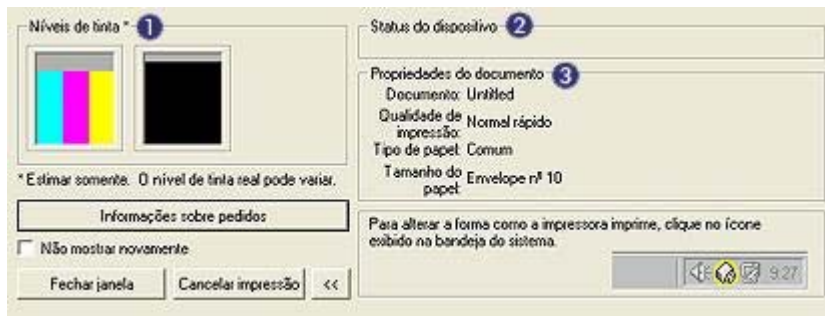 Níveis de tinta * 1
* Estimar somente. O nível de tinta real pode variar.
Informações sobre pedidos
Não mostrar novamente
Fechar janela
Cancelar impressão
<<
Status do dispositivo 2
Propriedades do documento 3
Documento: Untitled
Qualidade de impressão: Normal rápido
Tipo de papel: Comum
Tamanho do papel: Envelope nº 10
Para alterar a forma como a impressora imprime, clique no ícone
exibido na bandeja do sistema.
9:27